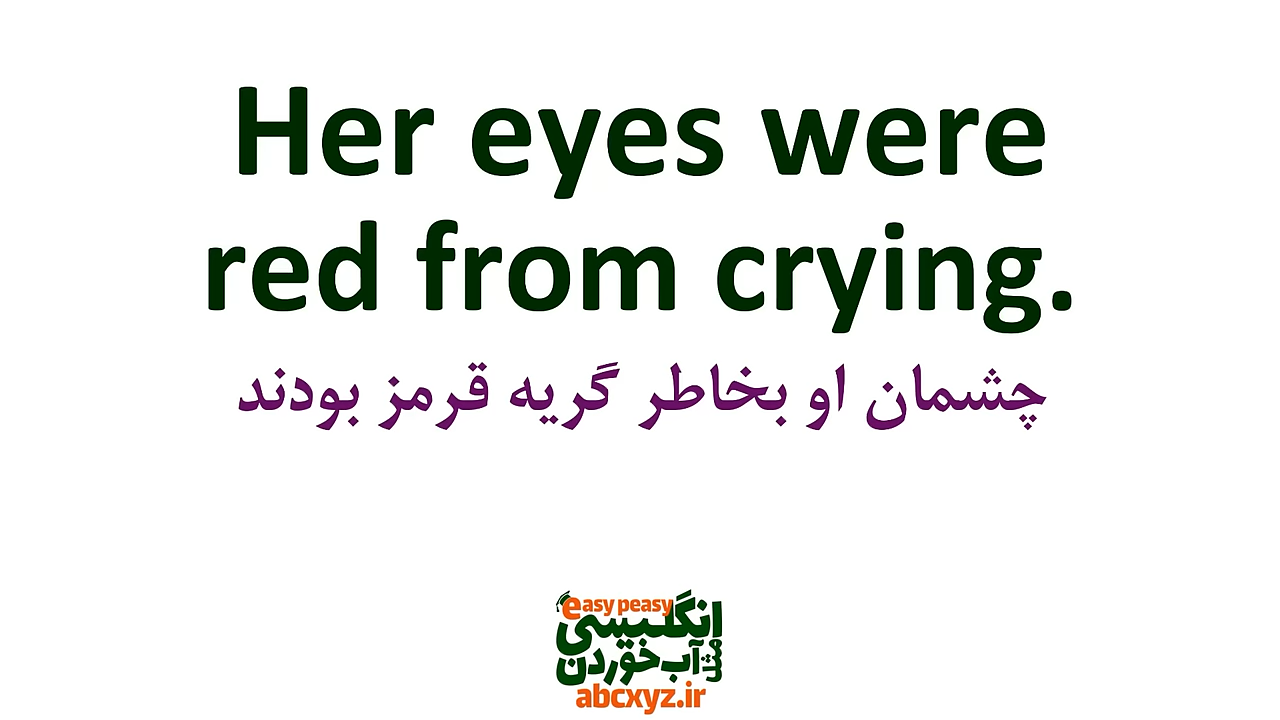 Her eyes were
red from crying.
چشمان او بخاطر گریه قرمز بودند
easy peasy
انگلیسی
مثل آب خوردن
abcxyz.ir